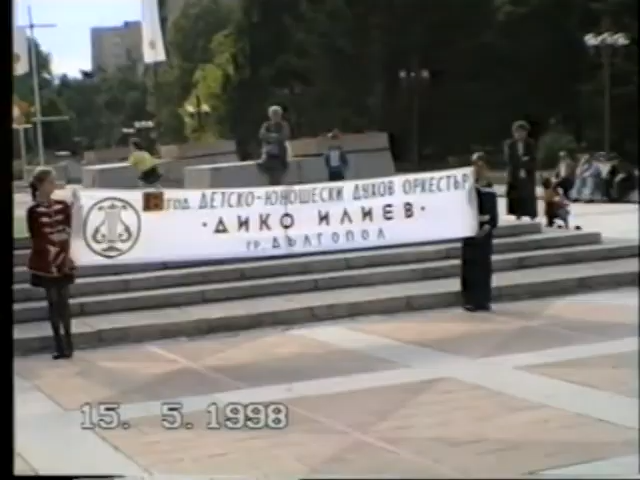 год. ДЕТСКО-ЮНОШЕСКИ ДУХОВ ОРКЕСТЪР
· ДИКО ИЛИЕВ ·
гр. ДЪЛГОПОЛ
15. 5. 1998